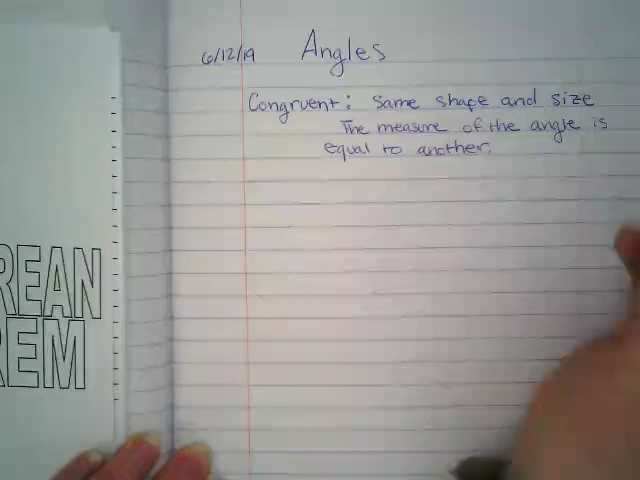 6/12/19 Angles
Congruent: Same shape and size
The measure of the angle is
equal to another.
REAN
REM